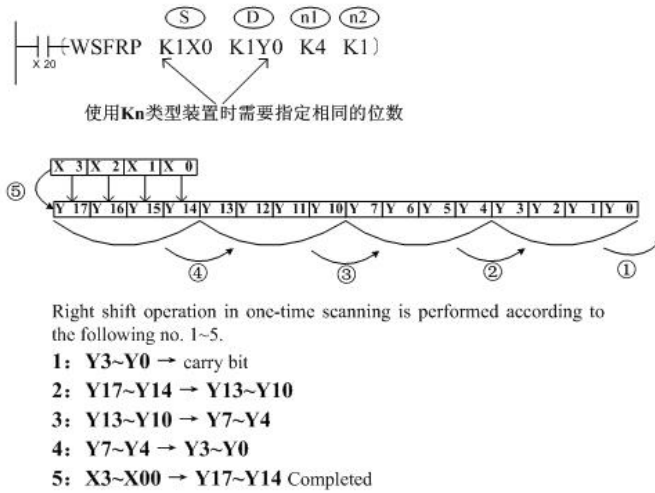 S D n1 n2
WSFRP K1X0 K1Y0 K4 K1
X 20
使用Kn类型装置时需要指定相同的位数
X 3 X 2 X 1 X 0
⑤
Y 17 Y 16 Y 15 Y 14 Y 13 Y 12 Y 11 Y 10 Y 7 Y 6 Y 5 Y 4 Y 3 Y 2 Y 1 Y 0
④ ③ ② ①
Right shift operation in one-time scanning is performed according to
the following no. 1~5.
1: Y3~Y0 → carry bit
2: Y17~Y14 → Y13~Y10
3: Y13~Y10 → Y7~Y4
4: Y7~Y4 → Y3~Y0
5: X3~X00 → Y17~Y14 Completed